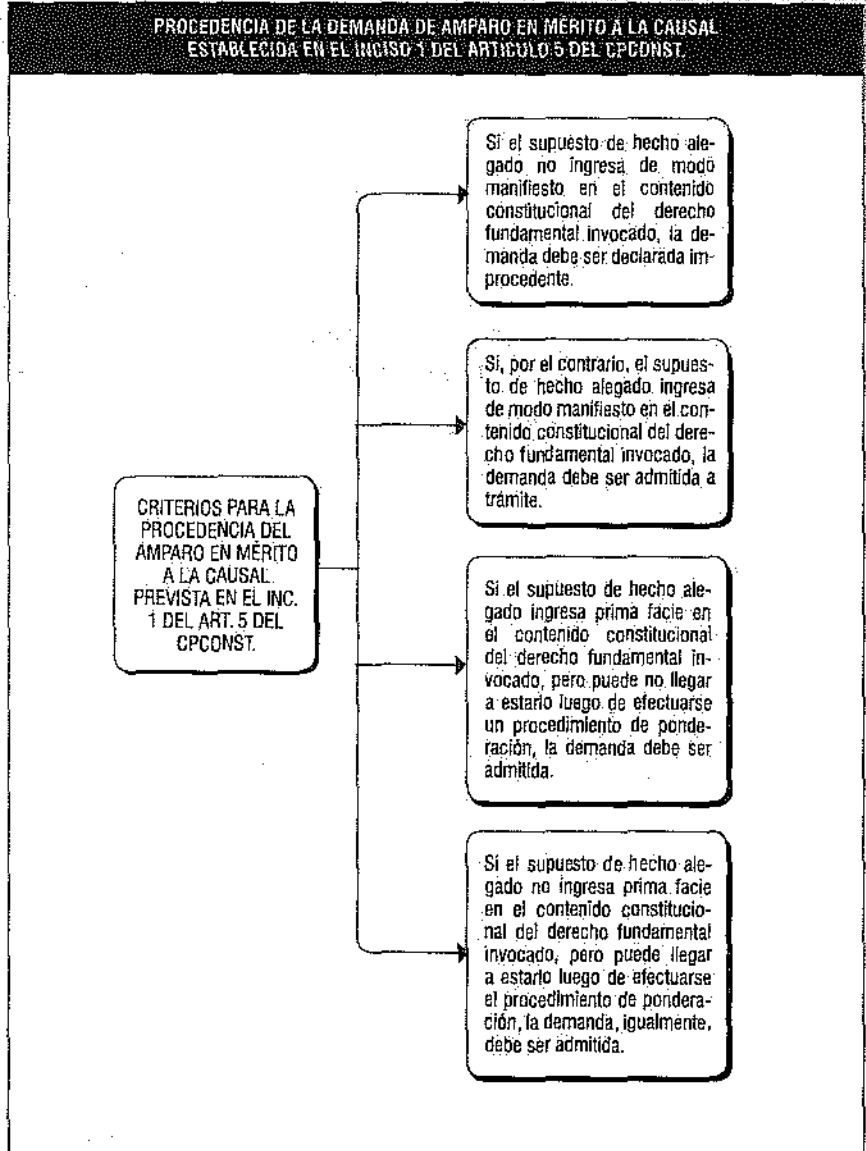 PROCEDENCIA DE LA DEMANDA DE AMPARO EN MÉRITO A LA CAUSAL
ESTABLECIDA EN EL INCISO 1 DEL ARTÍCULO 5 DEL CPCONST.
CRITERIOS PARA LA
PROCEDENCIA DEL
AMPARO EN MÉRITO
A LA CAUSAL
PREVISTA EN EL INC.
1 DEL ART. 5 DEL
CPCONST.
Si el supuesto de hecho ale-
gado no ingresa de modo
manifiesto en el contenido
constitucional del derecho
fundamental invocado, la de-
manda debe ser declarada im-
procedente.
Si, por el contrario, el supues-
to de hecho alegado ingresa
de modo manifiesto en el con-
tenido constitucional del dere-
cho fundamental invocado, la
demanda debe ser admitida a
trámite.
Si el supuesto de hecho ale-
gado ingresa prima facie en
el contenido constitucional
del derecho fundamental in-
vocado, pero puede no llegar
a estarlo luego de efectuarse
un procedimiento de ponde-
ración, la demanda debe ser
admitida.
Si el supuesto de hecho ale-
gado no ingresa prima facie
en el contenido constitucio-
nal del derecho fundamental
invocado, pero puede llegar
a estarlo luego de efectuarse
el procedimiento de pondera-
ción, la demanda, igualmente,
debe ser admitida.